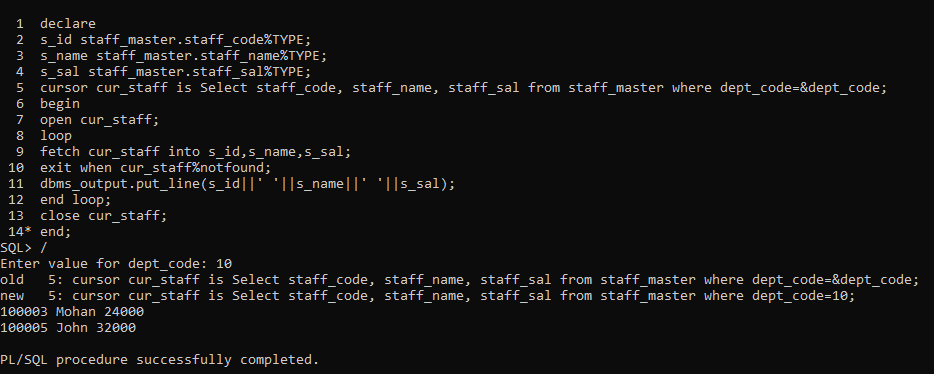 1 declare
2 s_id staff_master.staff_code%TYPE;
3 s_name staff_master.staff_name%TYPE;
4 s_sal staff_master.staff_sal%TYPE;
5 cursor cur_staff is Select staff_code, staff_name, staff_sal from staff_master where dept_code=&dept_code;
6 begin
7 open cur_staff;
8 loop
9 fetch cur_staff into s_id,s_name,s_sal;
10 exit when cur_staff%notfound;
11 dbms_output.put_line(s_id||' '||s_name||' '||s_sal);
12 end loop;
13 close cur_staff;
14* end;
SQL> /
Enter value for dept_code: 10
old 5: cursor cur_staff is Select staff_code, staff_name, staff_sal from staff_master where dept_code=&dept_code;
new 5: cursor cur_staff is Select staff_code, staff_name, staff_sal from staff_master where dept_code=10;
100003 Mohan 24000
100005 John 32000
PL/SQL procedure successfully completed.